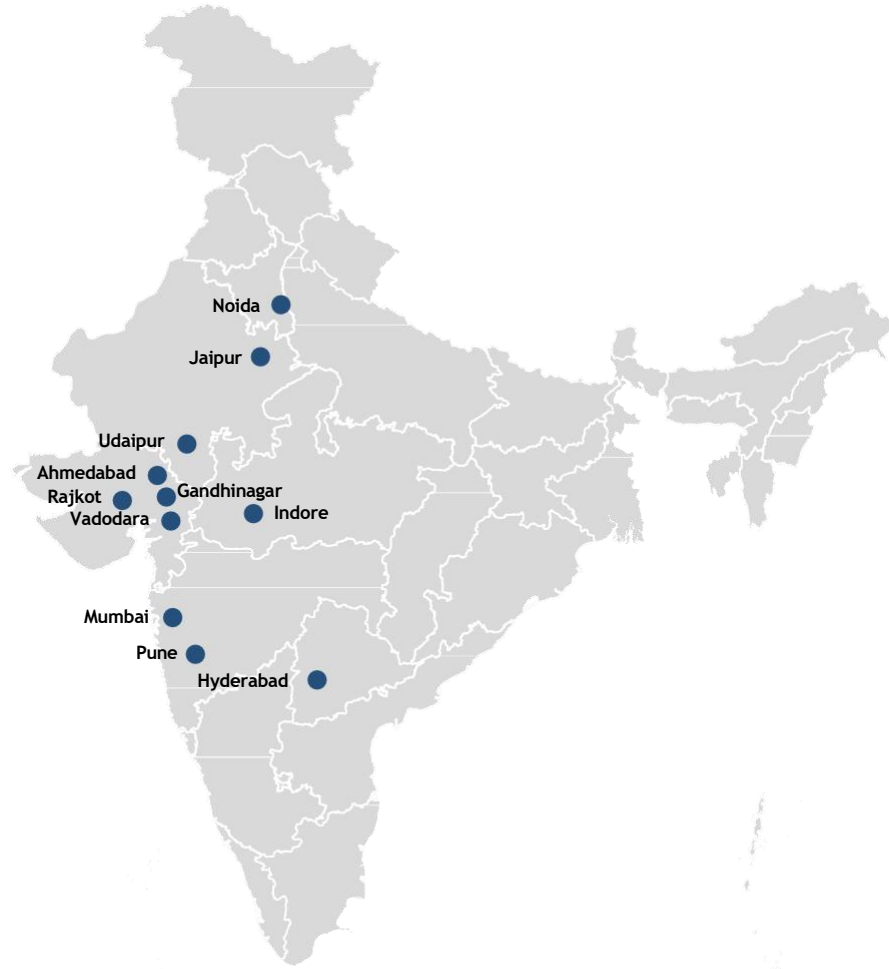 Noida
Jaipur
Udaipur
Ahmedabad
Gandhinagar
Rajkot
Vadodara
Indore
Mumbai
Pune
Hyderabad